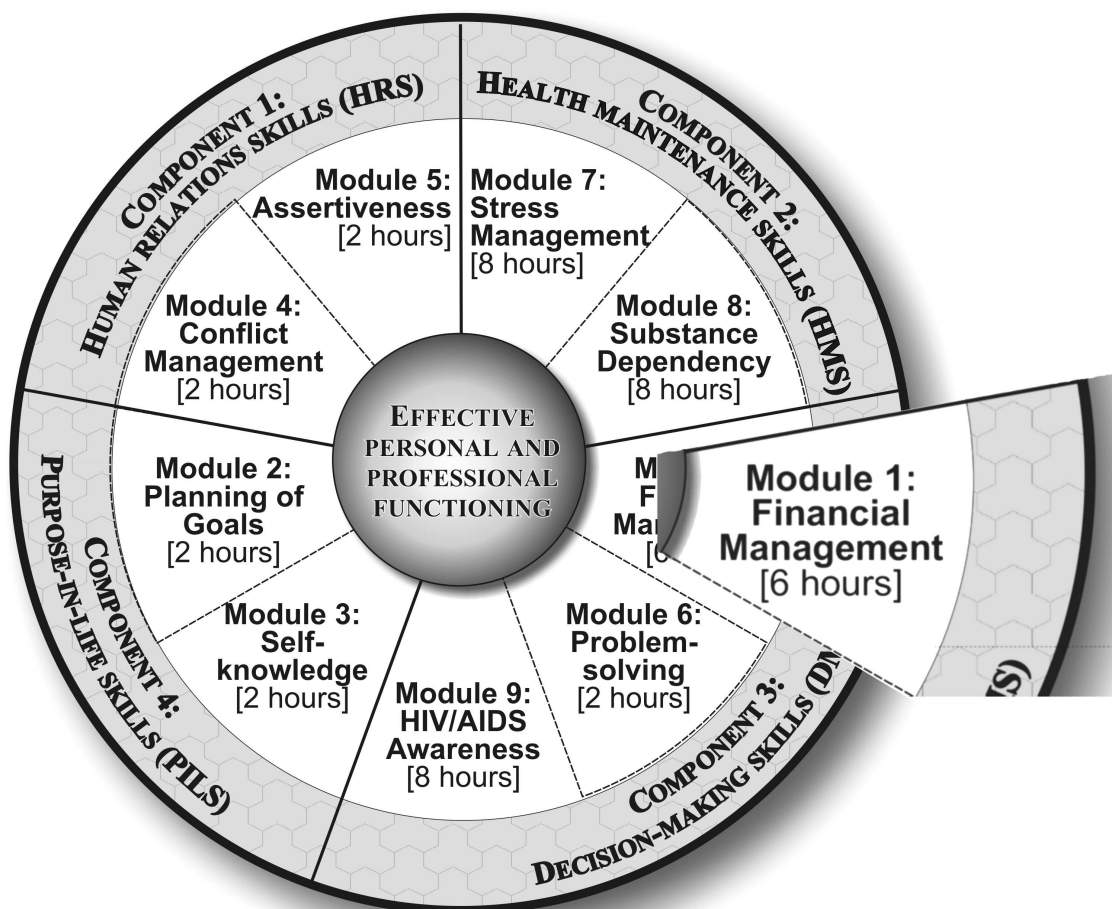 COMPONENT 1:
HUMAN RELATIONS SKILLS (HRS)
COMPONENT 2:
HEALTH MAINTENANCE SKILLS (HMS)
Module 5:
Assertiveness
[2 hours]
Module 7:
Stress
Management
[8 hours]
Module 4:
Conflict
Management
[2 hours]
Module 8:
Substance
Dependency
[8 hours]
EFFECTIVE
PERSONAL AND
PROFESSIONAL
FUNCTIONING
Module 2:
Planning of
Goals
[2 hours]
Module 1:
Financial
Management
[6 hours]
Module 3:
Self-
knowledge
[2 hours]
Module 9:
HIV/AIDS
Awareness
[8 hours]
Module 6:
Problem-
solving
[2 hours]
COMPONENT 4:
PURPOSE-IN-LIFE SKILLS (PILS)
COMPONENT 3:
DECISION-MAKING SKILLS